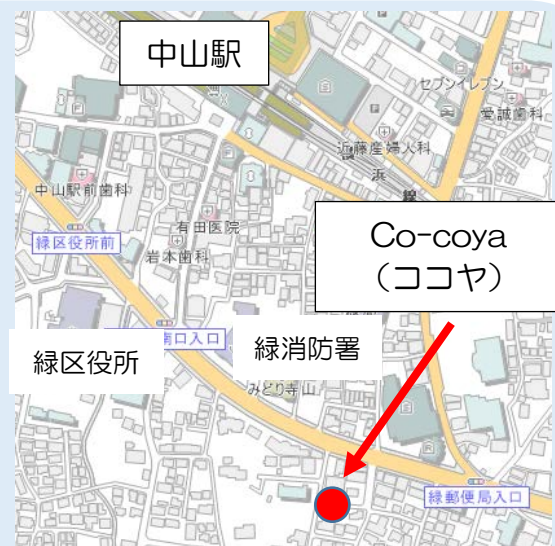 中山駅
セブンイレブン
愛誠歯科
近藤産婦人科
浜
線
中山駅前歯科
有田医院
緑区役所前
岩本歯科
Co-coya
(ココヤ)
南口入口
緑区役所
緑消防署
みどり寺山
緑郵便局入口